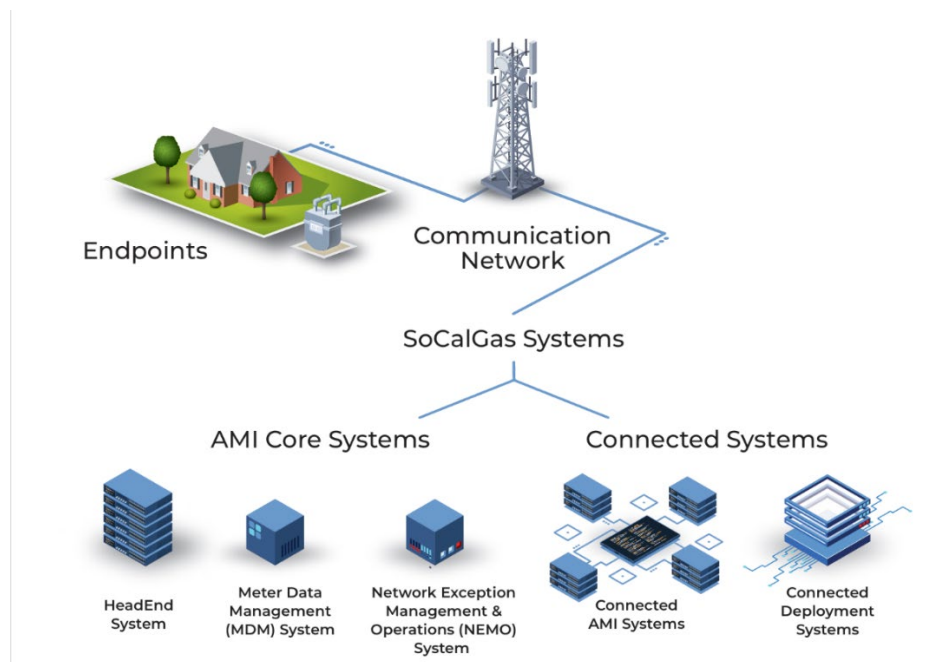 Endpoints
Communication
Network
SoCalGas Systems
AMI Core Systems
Connected Systems
HeadEnd
System
Meter Data
Management
(MDM) System
Network Exception
Management &
Operations (NEMO)
System
Connected
AMI Systems
Connected
Deployment
Systems